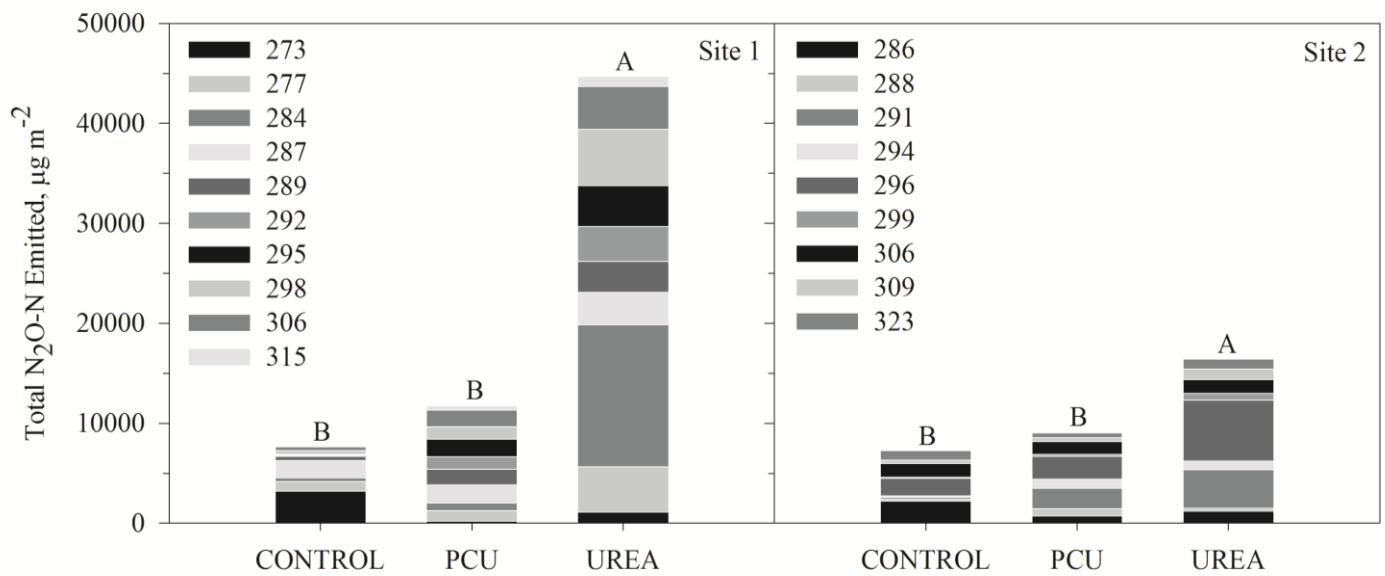 Total N2O-N Emitted, µg m-2
50000
40000
30000
20000
10000
0
Site 1
273
277
284
287
289
292
295
298
306
315
B
B
A
CONTROL PCU UREA
Site 2
286
288
291
294
296
299
306
309
323
B
B
A
CONTROL PCU UREA